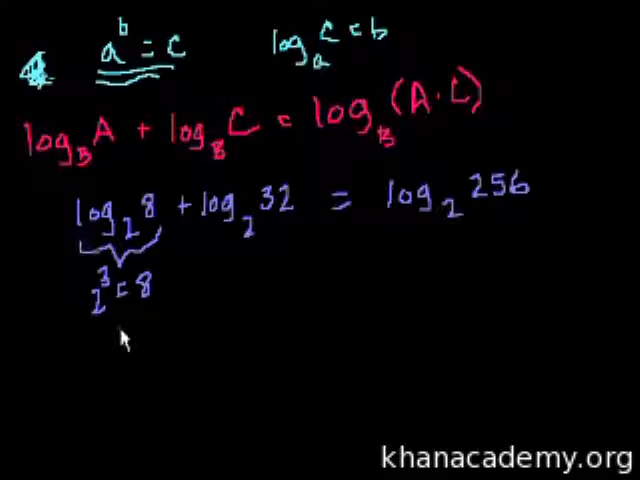 a^b = c log_a c = b
log_B A + log_B C = log_B (A · C)
log_2 8 + log_2 32 = log_2 256
2^3 = 8
khanacademy.org